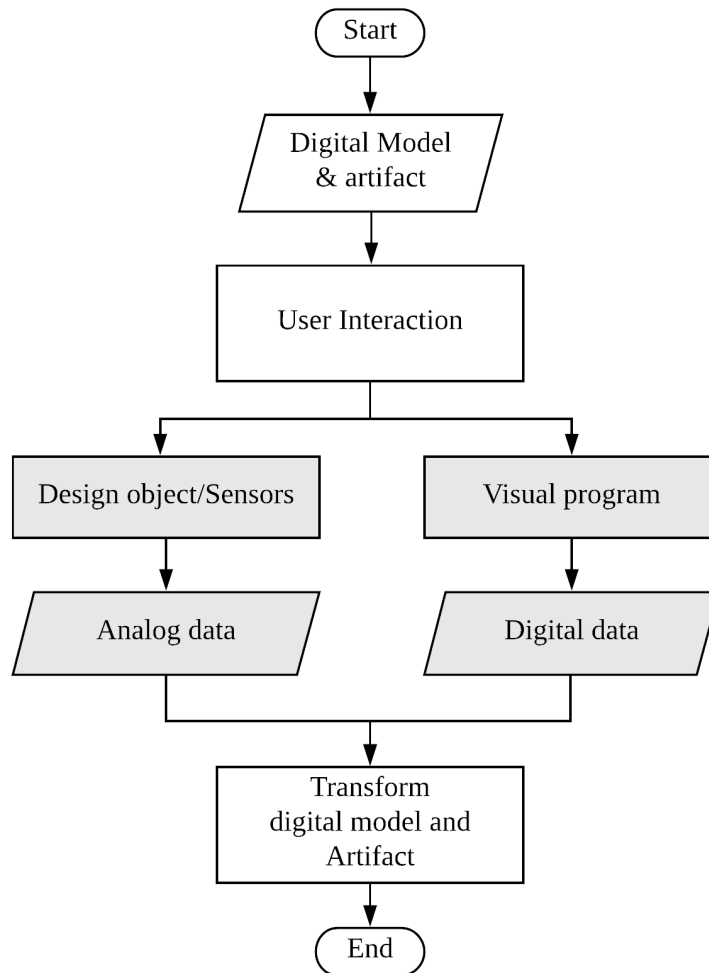 Start
Digital Model
& artifact
User Interaction
Design object/Sensors
Visual program
Analog data
Digital data
Transform
digital model and
Artifact
End